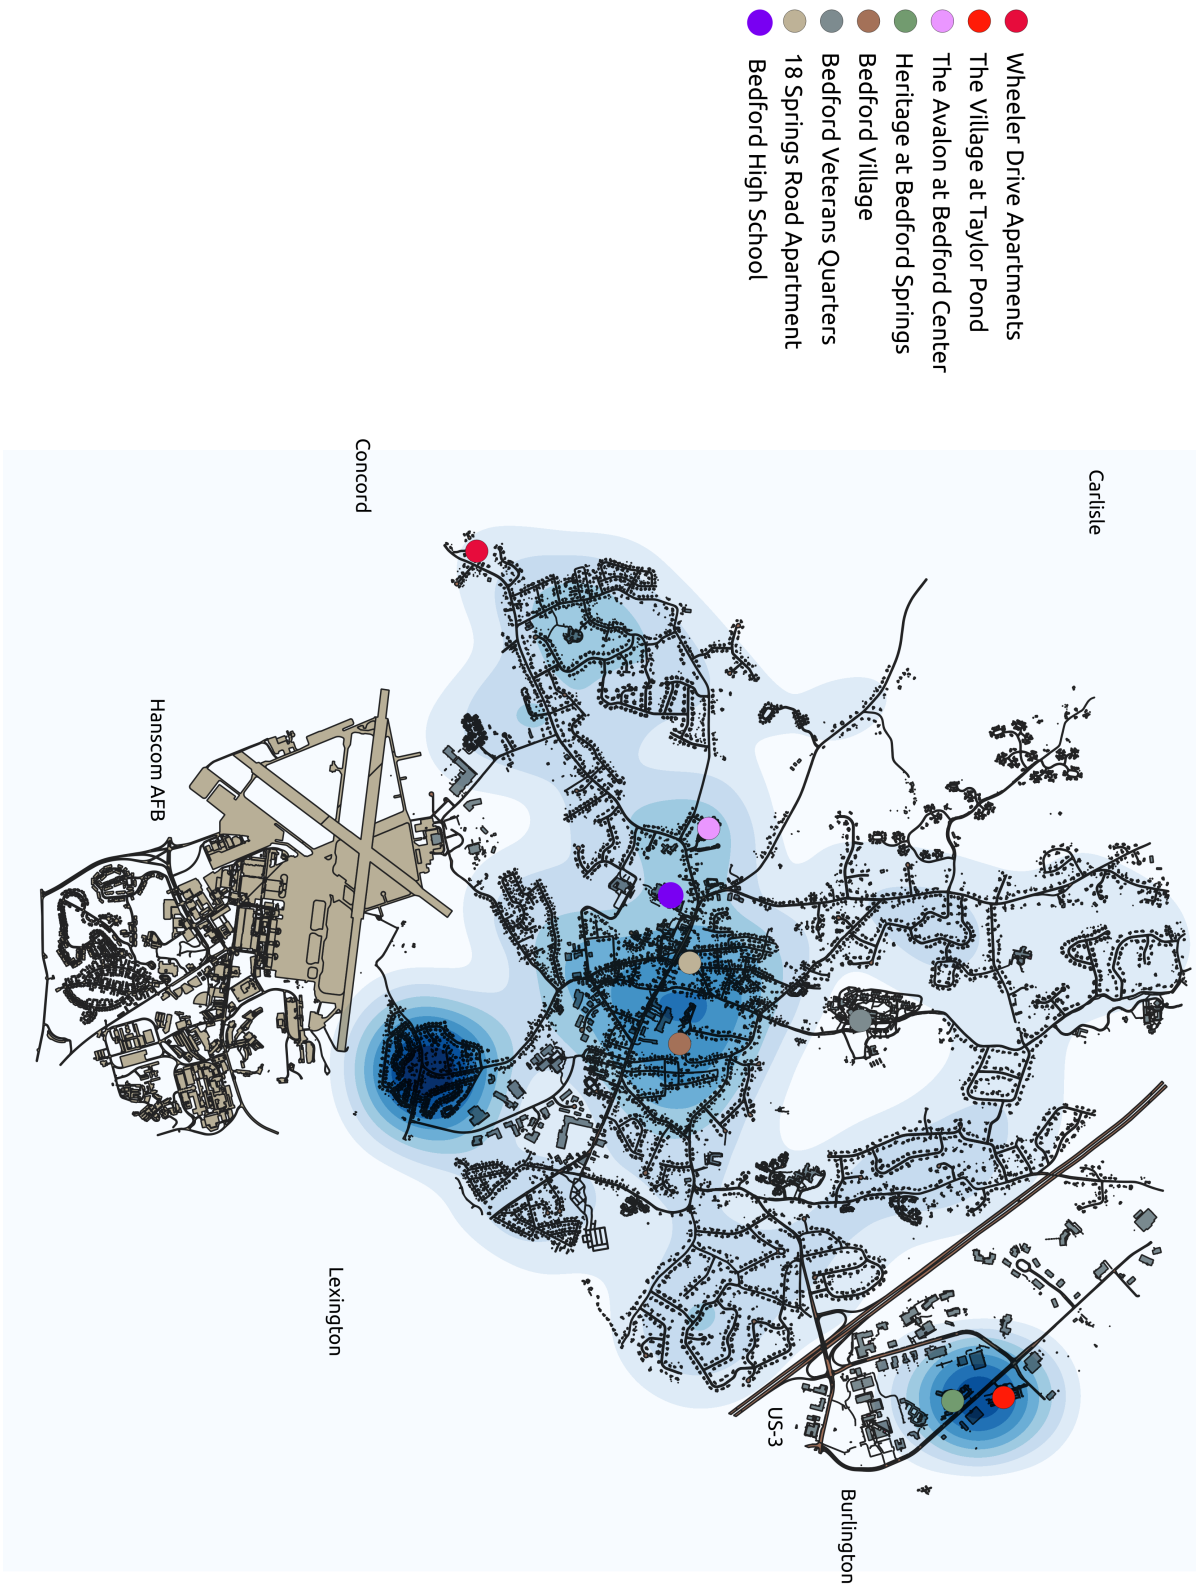 Wheeler Drive Apartments
The Village at Taylor Pond
The Avalon at Bedford Center
Heritage at Bedford Springs
Bedford Village
Bedford Veterans Quarters
18 Springs Road Apartment
Bedford High School
Carlisle
Concord
Hanscom AFB
Lexington
US-3
Burlington